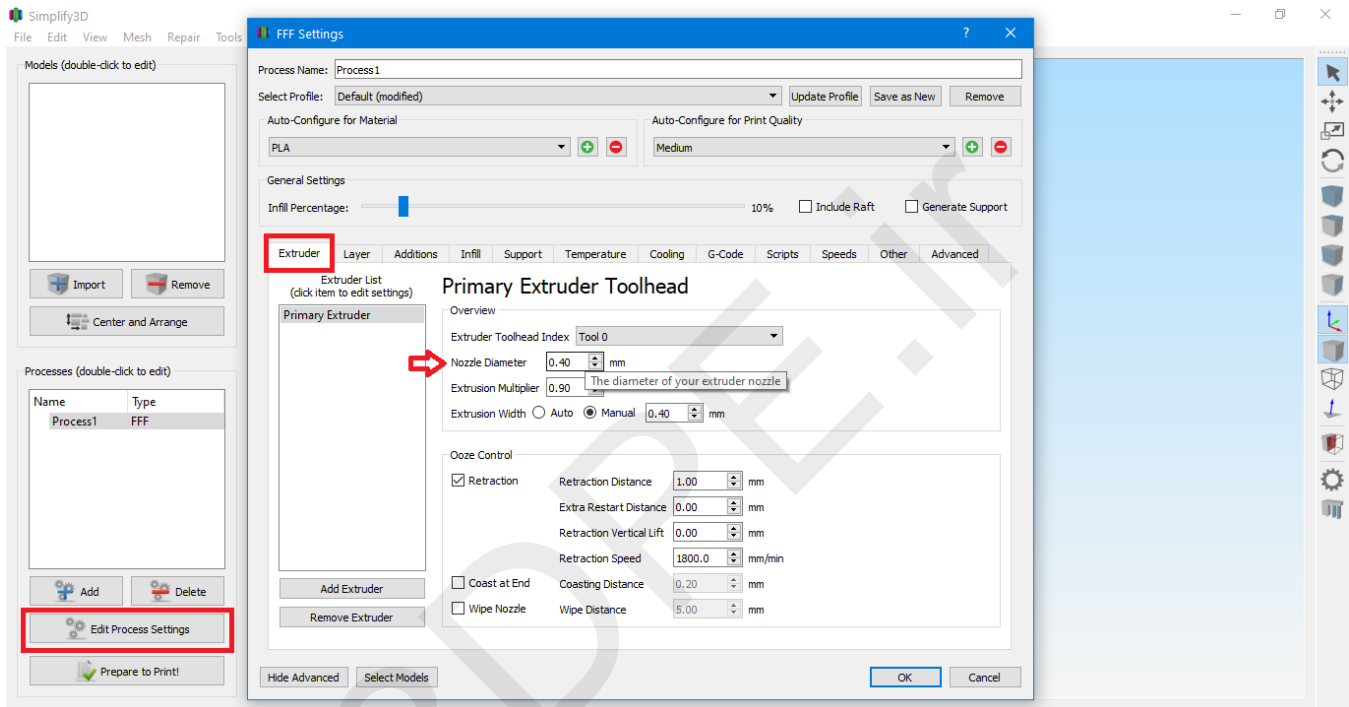 Simplify3D
File Edit View Mesh Repair Tools
Models (double-click to edit)
Import
Remove
Center and Arrange
Processes (double-click to edit)
Name Type
Process1 FFF
Add
Delete
Edit Process Settings
Prepare to Print!
FFF Settings
?
Process Name: Process1
Select Profile: Default (modified) Update Profile Save as New Remove
Auto-Configure for Material
PLA
Auto-Configure for Print Quality
Medium
General Settings
Infill Percentage: 10% Include Raft Generate Support
Extruder Layer Additions Infill Support Temperature Cooling G-Code Scripts Speeds Other Advanced
Extruder List
(click item to edit settings)
Primary Extruder
Add Extruder
Remove Extruder
Primary Extruder Toolhead
Overview
Extruder Toolhead Index Tool 0
Nozzle Diameter 0.40 mm
The diameter of your extruder nozzle
Extrusion Multiplier 0.90
Extrusion Width Auto Manual 0.40 mm
Ooze Control
Retraction Retraction Distance 1.00 mm
Extra Restart Distance 0.00 mm
Retraction Vertical Lift 0.00 mm
Retraction Speed 1800.0 mm/min
Coast at End Coasting Distance 0.20 mm
Wipe Nozzle Wipe Distance 5.00 mm
Hide Advanced Select Models OK Cancel